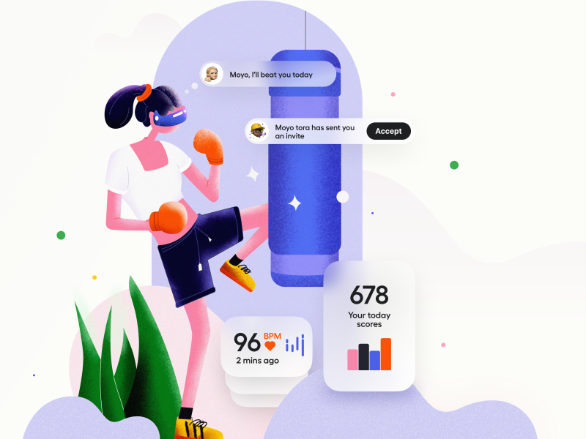 Moyo, I'll beat you today
Moyo tora has sent you
an invite
Accept
678
Your today
scores
96 BPM
2 mins ago